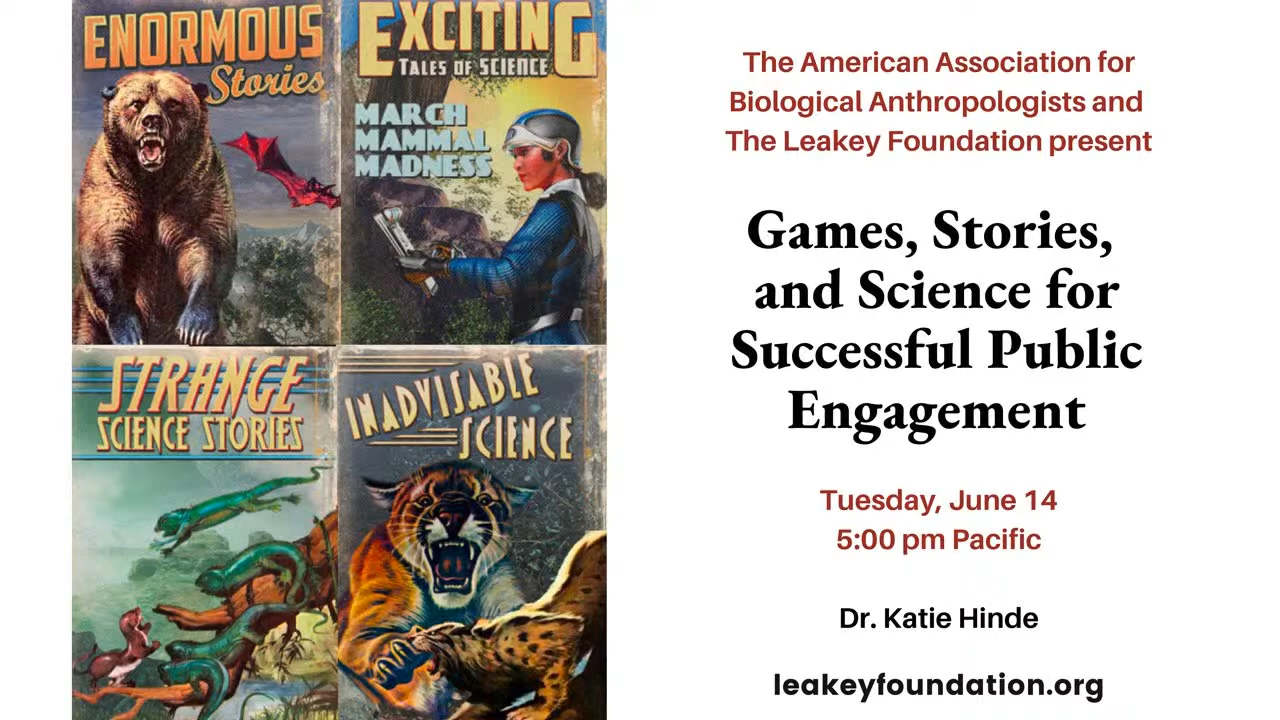 ENORMOUS
Stories
EXCITING
TALES OF SCIENCE
MARCH
MAMMAL
MADNESS
STRANGE
SCIENCE STORIES
INADVISABLE
SCIENCE
The American Association for
Biological Anthropologists and
The Leakey Foundation present
Games, Stories,
and Science for
Successful Public
Engagement
Tuesday, June 14
5:00 pm Pacific
Dr. Katie Hinde
leakeyfoundation.org